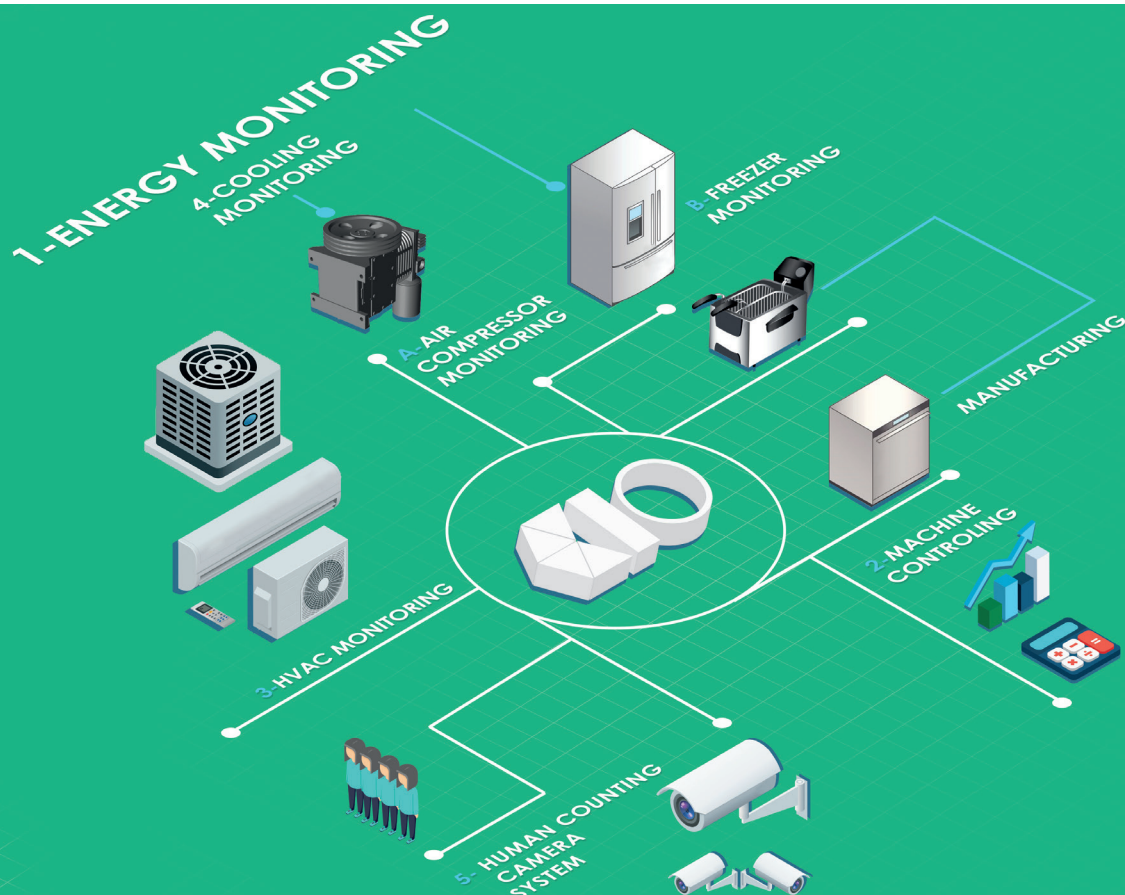 1-ENERGY MONITORING
4-COOLING
MONITORING
B-FREEZER
MONITORING
A-AIR
COMPRESSOR
MONITORING
MANUFACTURING
2-MACHINE
CONTROLING
3-HVAC MONITORING
5- HUMAN COUNTING
CAMERA
SYSTEM